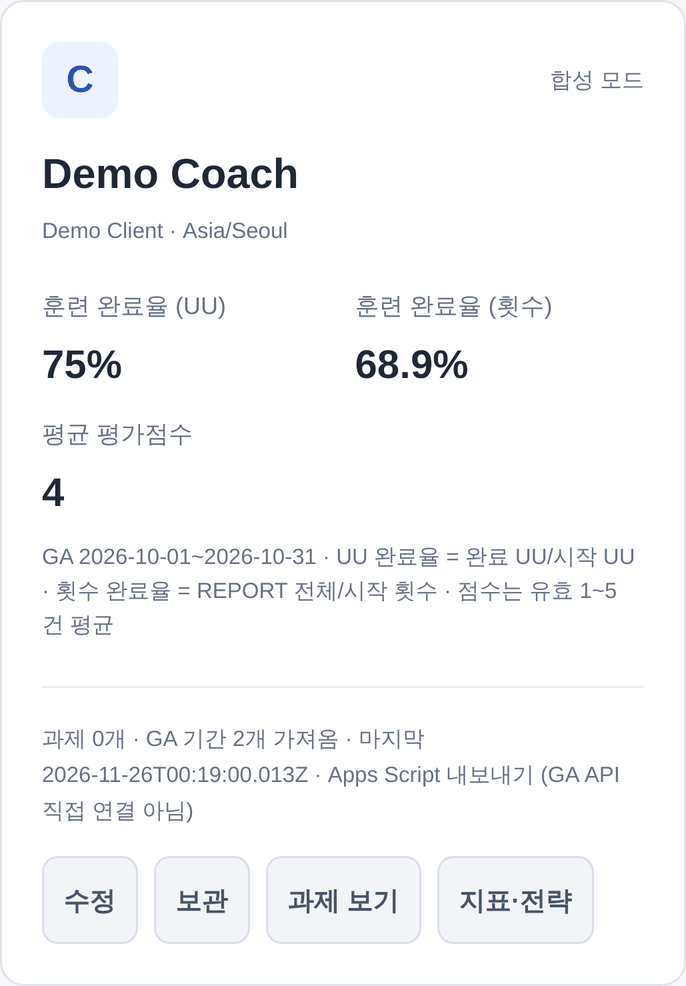 C
합성 모드
Demo Coach
Demo Client · Asia/Seoul
훈련 완료율 (UU)
75%
훈련 완료율 (횟수)
68.9%
평균 평가점수
4
GA 2026-10-01~2026-10-31 · UU 완료율 = 완료 UU/시작 UU
· 횟수 완료율 = REPORT 전체/시작 횟수 · 점수는 유효 1~5
건 평균
과제 0개 · GA 기간 2개 가져옴 · 마지막
2026-11-26T00:19:00.013Z · Apps Script 내보내기 (GA API
직접 연결 아님)
수정
보관
과제 보기
지표·전략